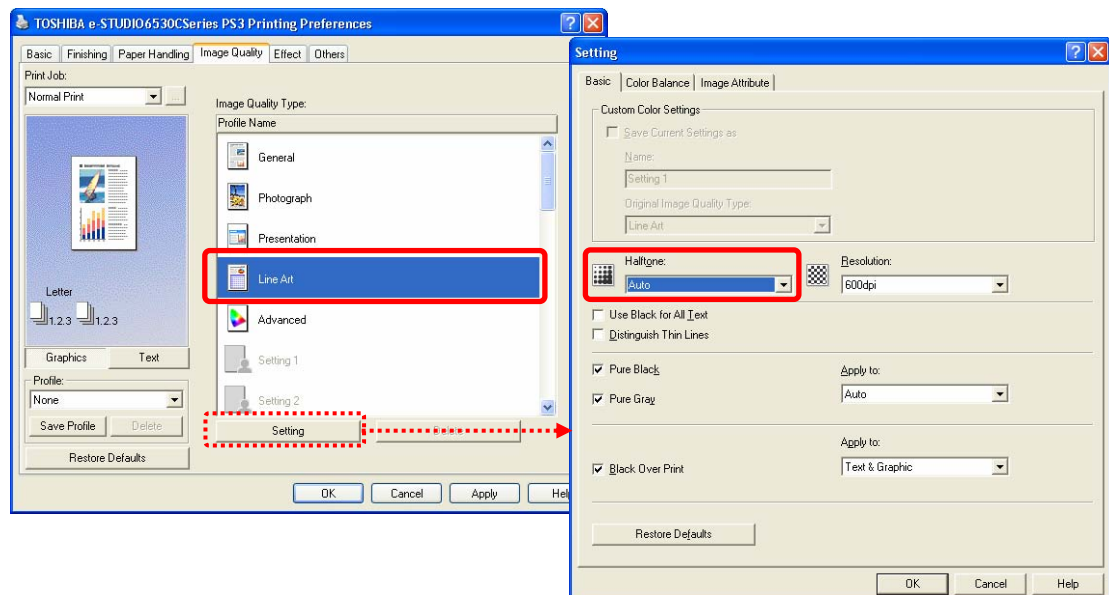 TOSHIBA e-STUDIO6530CSeries PS3 Printing Preferences
Basic Finishing Paper Handling Image Quality Effect Others
Print Job:
Normal Print ...
Letter
1.2.3 1.2.3
Graphics Text
Profile:
None
Save Profile Delete
Restore Defaults
Image Quality Type:
Profile Name
General
Photograph
Presentation
Line Art
Advanced
Setting 1
Setting 2
Setting Delete
OK Cancel Apply Help
Setting
Basic Color Balance Image Attribute
Custom Color Settings
Save Current Settings as
Name:
Setting 1
Original Image Quality Type:
Line Art
Halftone: Resolution:
Auto 600dpi
Use Black for All Text
Distinguish Thin Lines
Pure Black Apply to:
Pure Gray Auto
Apply to:
Black Over Print Text & Graphic
Restore Defaults
OK Cancel Help